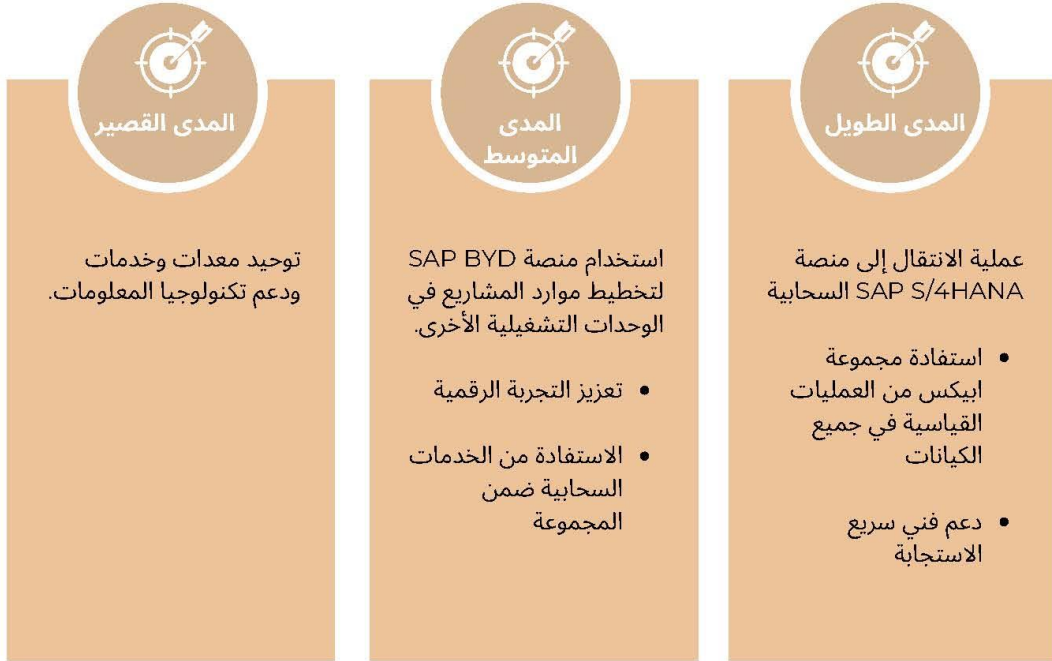 المدى الطويل
عملية الانتقال إلى منصة
SAP S/4HANA السحابية
• استفادة مجموعة
ابيكس من العمليات
القياسية في جميع
الكيانات
• دعم فني سريع
الاستجابة
المدى
المتوسط
استخدام منصة SAP BYD
لتخطيط موارد المشاريع في
الوحدات التشغيلية الأخرى.
• تعزيز التجربة الرقمية
• الاستفادة من الخدمات
السحابية ضمن
المجموعة
المدى القصير
توحيد معدات وخدمات
ودعم تكنولوجيا المعلومات.